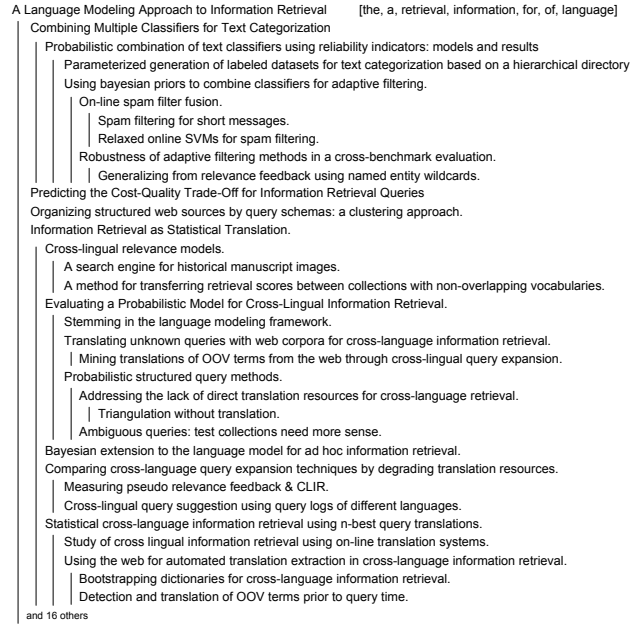 A Language Modeling Approach to Information Retrieval [the, a, retrieval, information, for, of, language]
Combining Multiple Classifiers for Text Categorization
Probabilistic combination of text classifiers using reliability indicators: models and results
Parameterized generation of labeled datasets for text categorization based on a hierarchical directory
Using bayesian priors to combine classifiers for adaptive filtering.
On-line spam filter fusion.
Spam filtering for short messages.
Relaxed online SVMs for spam filtering.
Robustness of adaptive filtering methods in a cross-benchmark evaluation.
Generalizing from relevance feedback using named entity wildcards.
Predicting the Cost-Quality Trade-Off for Information Retrieval Queries
Organizing structured web sources by query schemas: a clustering approach.
Information Retrieval as Statistical Translation.
Cross-lingual relevance models.
A search engine for historical manuscript images.
A method for transferring retrieval scores between collections with non-overlapping vocabularies.
Evaluating a Probabilistic Model for Cross-Lingual Information Retrieval.
Stemming in the language modeling framework.
Translating unknown queries with web corpora for cross-language information retrieval.
Mining translations of OOV terms from the web through cross-lingual query expansion.
Probabilistic structured query methods.
Addressing the lack of direct translation resources for cross-language retrieval.
Triangulation without translation.
Ambiguous queries: test collections need more sense.
Bayesian extension to the language model for ad hoc information retrieval.
Comparing cross-language query expansion techniques by degrading translation resources.
Measuring pseudo relevance feedback & CLIR.
Cross-lingual query suggestion using query logs of different languages.
Statistical cross-language information retrieval using n-best query translations.
Study of cross lingual information retrieval using on-line translation systems.
Using the web for automated translation extraction in cross-language information retrieval.
Bootstrapping dictionaries for cross-language information retrieval.
Detection and translation of OOV terms prior to query time.
and 16 others